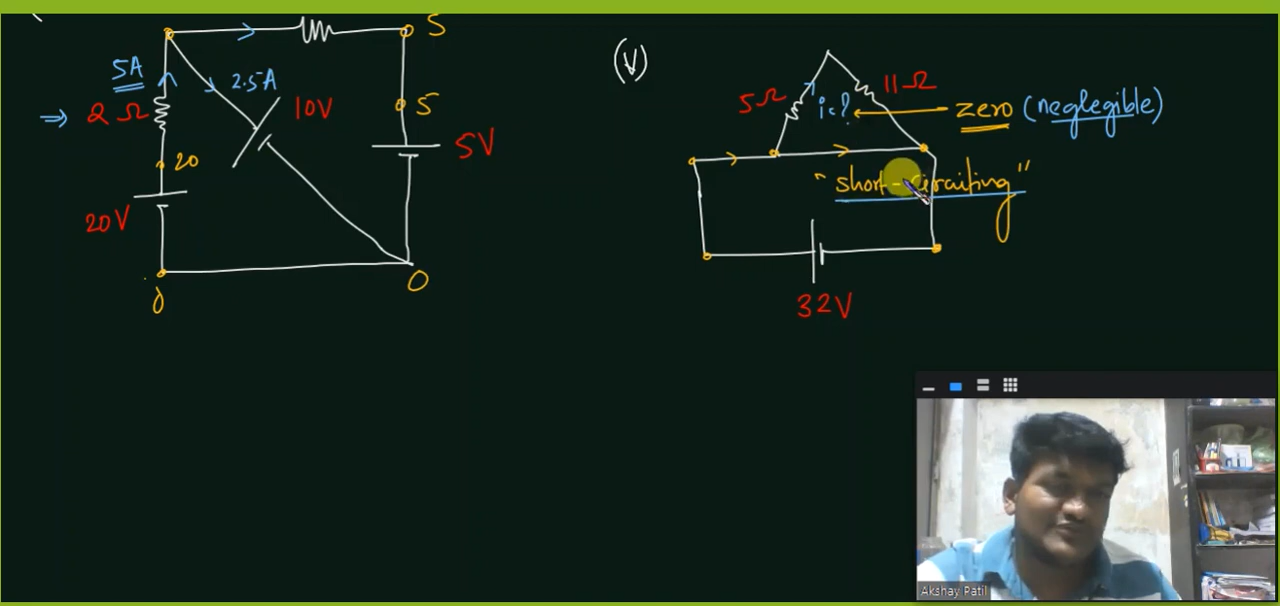 5
5A
2.5A
2 Ω
10V
5
5V
20
20V
0
0
(V)
5Ω
i=?
11 Ω
zero (neglegible)
"short-circuiting"
32V
Akshay Patil